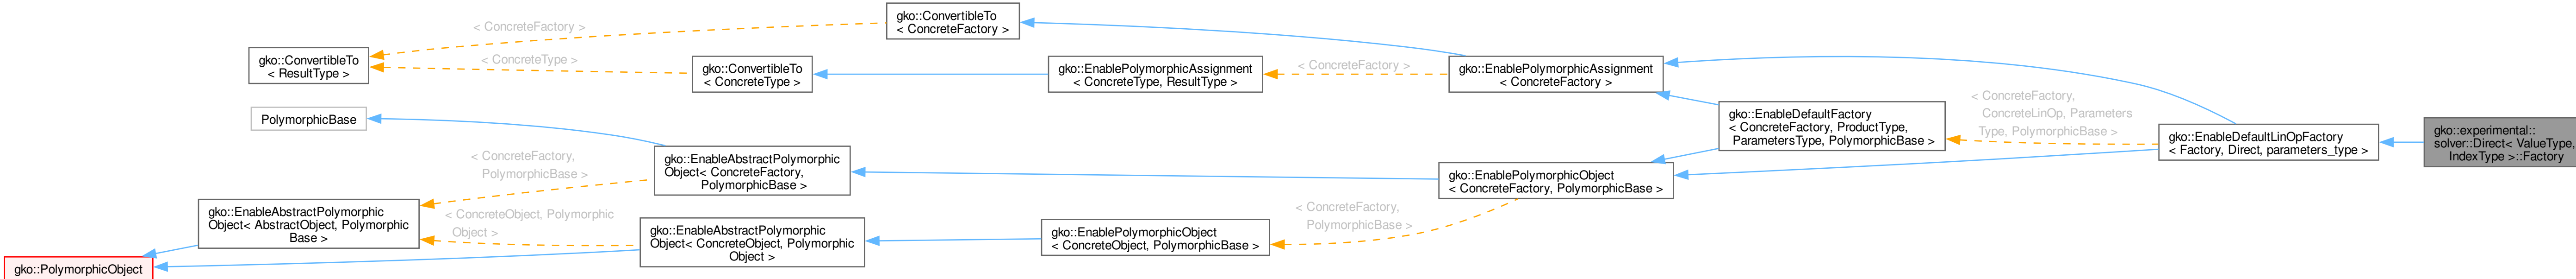 gko::ConvertibleTo
< ConcreteFactory >
< ConcreteFactory >
gko::ConvertibleTo
< ResultType >
< ConcreteType >
gko::ConvertibleTo
< ConcreteType >
gko::EnablePolymorphicAssignment
< ConcreteType, ResultType >
< ConcreteFactory >
gko::EnablePolymorphicAssignment
< ConcreteFactory >
PolymorphicBase
gko::EnableDefaultFactory
< ConcreteFactory, ProductType,
ParametersType, PolymorphicBase >
< ConcreteFactory,
ConcreteLinOp, Parameters
Type, PolymorphicBase >
gko::EnableDefaultLinOpFactory
< Factory, Direct, parameters_type >
gko::experimental::
solver::Direct< ValueType,
IndexType >::Factory
< ConcreteFactory,
PolymorphicBase >
gko::EnableAbstractPolymorphic
Object< ConcreteFactory,
PolymorphicBase >
gko::EnablePolymorphicObject
< ConcreteFactory, PolymorphicBase >
gko::EnableAbstractPolymorphic
Object< AbstractObject, Polymorphic
Base >
< ConcreteObject, Polymorphic
Object >
gko::EnableAbstractPolymorphic
Object< ConcreteObject, Polymorphic
Object >
gko::EnablePolymorphicObject
< ConcreteObject, PolymorphicBase >
< ConcreteFactory,
PolymorphicBase >
gko::PolymorphicObject